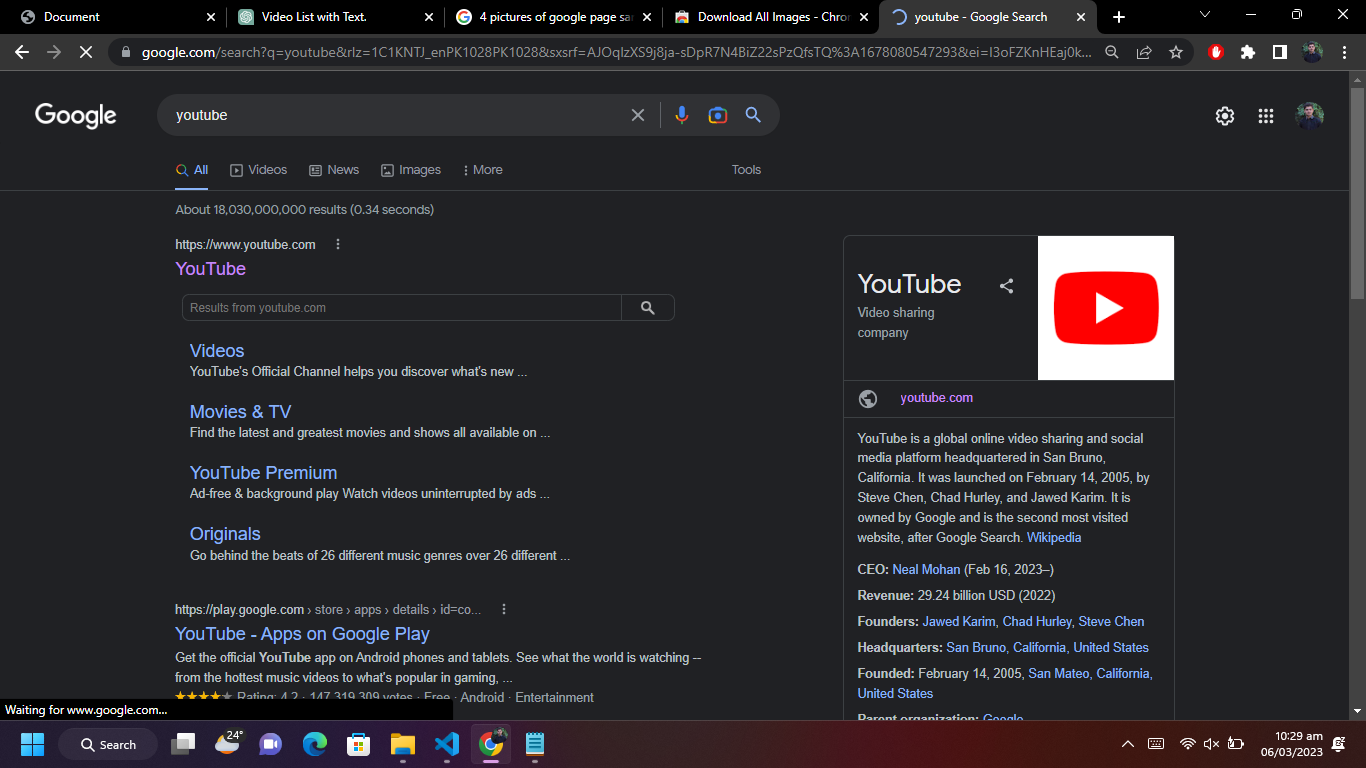 Document
Video List with Text.
4 pictures of google page sar
Download All Images - Chron
youtube - Google Search
google.com/search?q=youtube&rlz=1C1KNTJ_enPK1028PK1028&sxsrf=AJOqlzXS9j8ja-sDpR7N4BiZ22sPzQfsTQ%3A1678080547293&ei=I3oFZKnHEaj0k...
Google
youtube
All
Videos
News
Images
More
Tools
About 18,030,000,000 results (0.34 seconds)
https://www.youtube.com
YouTube
Results from youtube.com
Videos
YouTube's Official Channel helps you discover what's new ...
Movies & TV
Find the latest and greatest movies and shows all available on ...
YouTube Premium
Ad-free & background play Watch videos uninterrupted by ads ...
Originals
Go behind the beats of 26 different music genres over 26 different ...
https://play.google.com › store › apps › details › id=co...
YouTube - Apps on Google Play
Get the official YouTube app on Android phones and tablets. See what the world is watching --
from the hottest music videos to what's popular in gaming, ...
Rating: 4.2 · 147,319,309 votes · Free · Android · Entertainment
YouTube
Video sharing
company
youtube.com
YouTube is a global online video sharing and social
media platform headquartered in San Bruno,
California. It was launched on February 14, 2005, by
Steve Chen, Chad Hurley, and Jawed Karim. It is
owned by Google and is the second most visited
website, after Google Search. Wikipedia
CEO: Neal Mohan (Feb 16, 2023–)
Revenue: 29.24 billion USD (2022)
Founders: Jawed Karim, Chad Hurley, Steve Chen
Headquarters: San Bruno, California, United States
Founded: February 14, 2005, San Mateo, California,
United States
Parent organization: Google
Waiting for www.google.com...
Search
24°
10:29 am
06/03/2023